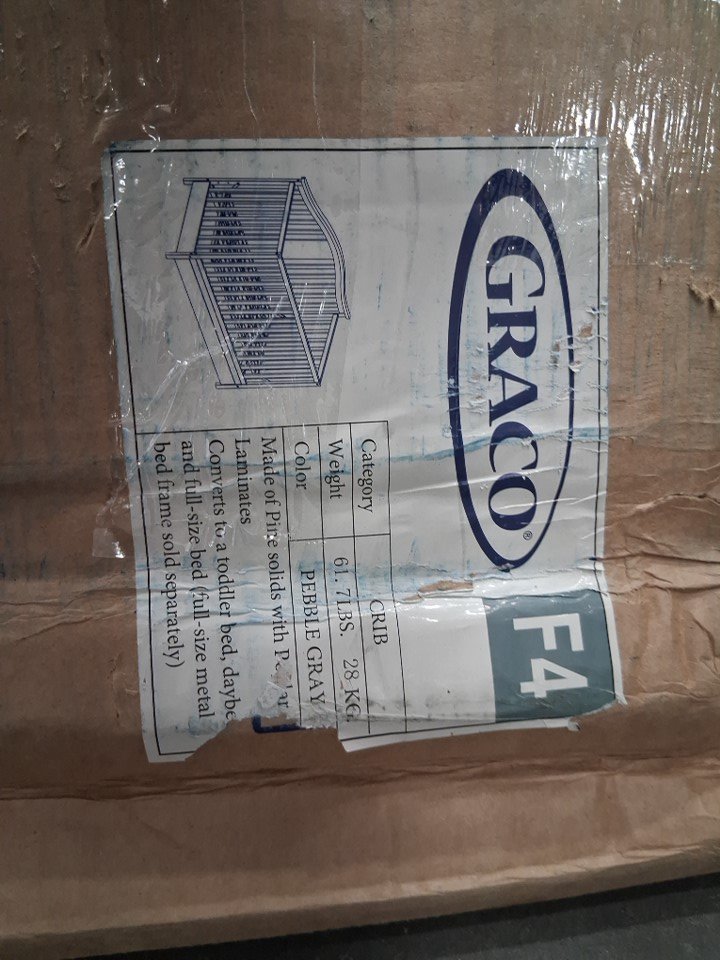 GRACO®
F4
Category CRIB
Weight 61. 7LBS. 28 KG
Color PEBBLE GRAY
Made of Pine solids with
Laminates
Converts to a toddler bed,
and full-size bed (full-size metal
bed frame sold separately)